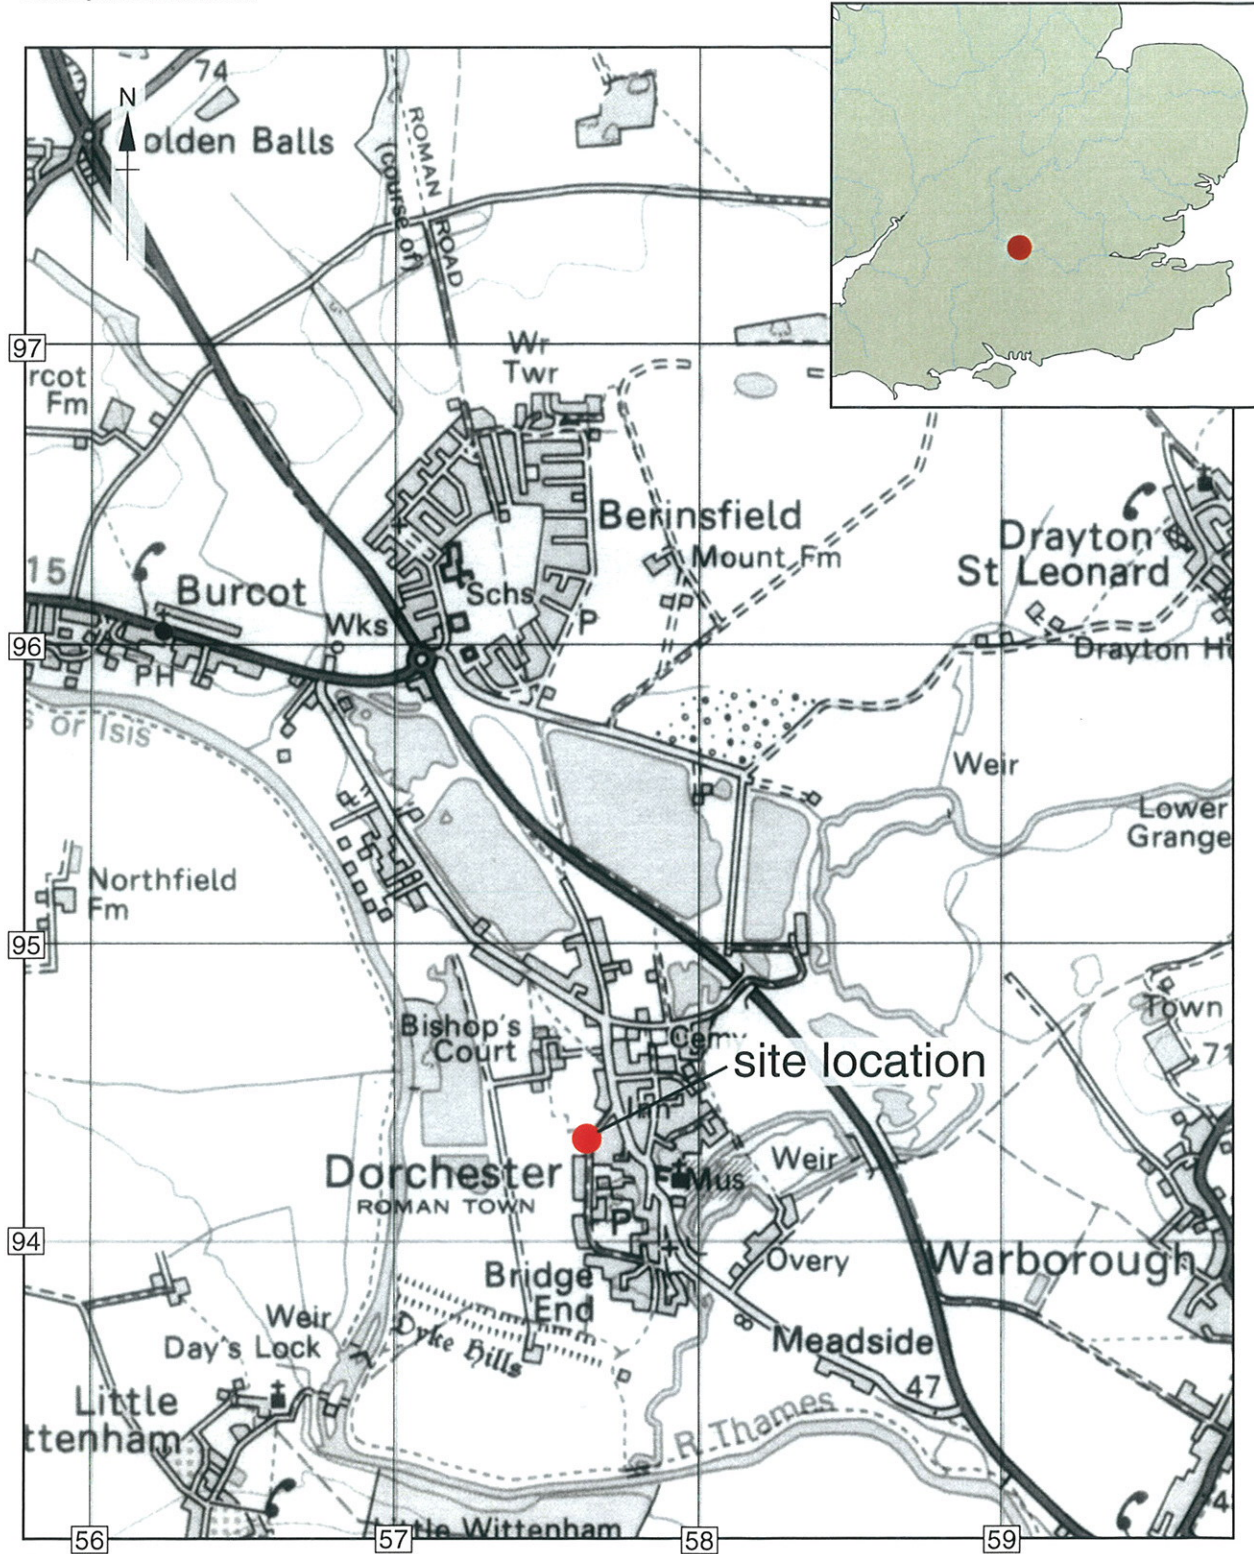 74
N
olden Balls
ROMAN ROAD
(course of)
97
Wr
Twr
rcot
Fm
Berinsfield
Mount Fm
Drayton
St Leonard
15
Burcot
Schs
Wks
P
96
PH
Drayton H
s or Isis
Weir
Lower
Grange
Northfield
Fm
95
Town
Bishop's
Court
Cemy
71
site location
Inn
Dorchester
ROMAN TOWN
Mus
Weir
P
94
Overy
Warborough
Bridge
End
Weir
Day's Lock
Dyke Hills
Meadside
47
Little
ttenham
R. Thames
Little Wittenham
56
57
58
59